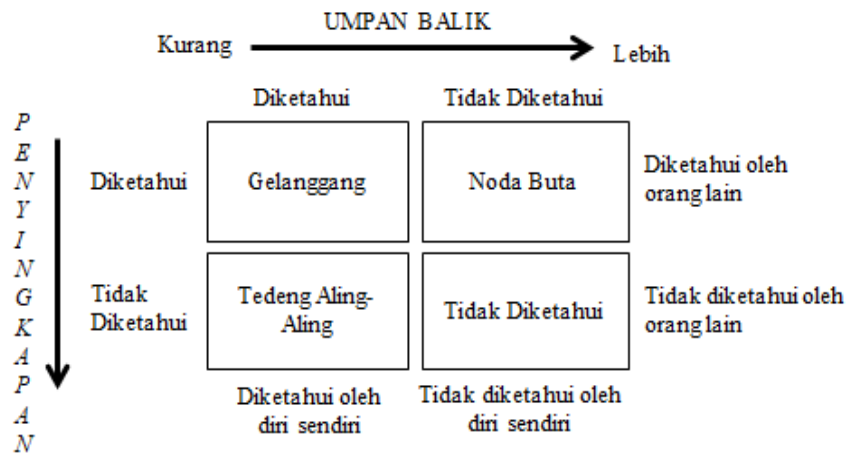 UMPAN BALIK
Kurang
Lebih
Diketahui
Tidak Diketahui
PENYINGKAPAN
Diketahui
Gelanggang
Noda Buta
Diketahui oleh
orang lain
Tidak
Diketahui
Tedeng Aling-
Aling
Tidak Diketahui
Tidak diketahui oleh
orang lain
Diketahui oleh
diri sendiri
Tidak diketahui oleh
diri sendiri